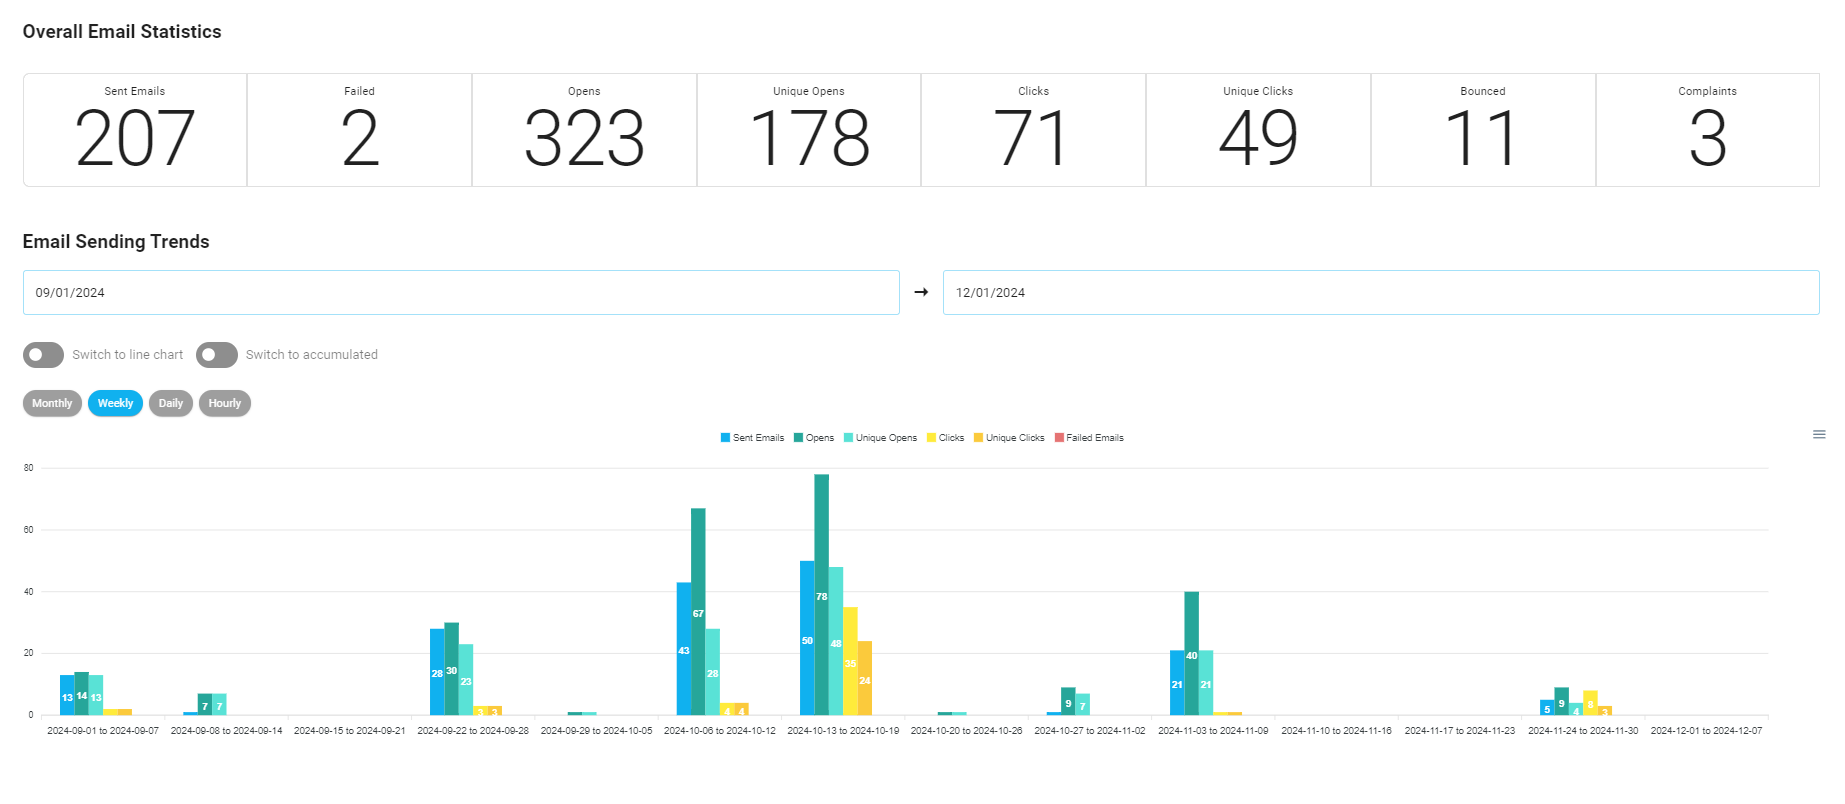 Overall Email Statistics
Sent Emails Failed Opens Unique Opens Clicks Unique Clicks Bounced Complaints
207 2 323 178 71 49 11 3
Email Sending Trends
09/01/2024 → 12/01/2024
Switch to line chart Switch to accumulated
Monthly Weekly Daily Hourly
Sent Emails Opens Unique Opens Clicks Unique Clicks Failed Emails
80
60
40
20
0
13 14 13
7 7
28 30 23 3 3
43 67 28 4 4
50 78 48 35 24
9 7
21 40 21
5 9 4 8 3
2024-09-01 to 2024-09-07 2024-09-08 to 2024-09-14 2024-09-15 to 2024-09-21 2024-09-22 to 2024-09-28 2024-09-29 to 2024-10-05 2024-10-06 to 2024-10-12 2024-10-13 to 2024-10-19 2024-10-20 to 2024-10-26 2024-10-27 to 2024-11-02 2024-11-03 to 2024-11-09 2024-11-10 to 2024-11-16 2024-11-17 to 2024-11-23 2024-11-24 to 2024-11-30 2024-12-01 to 2024-12-07